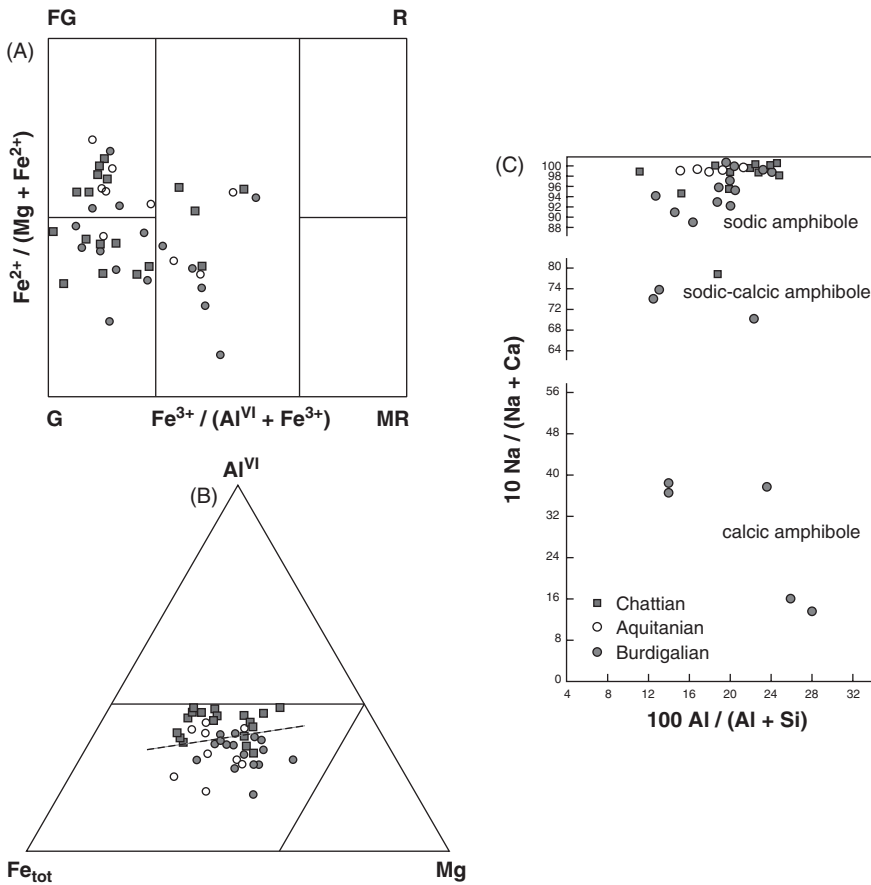 FG R
(A)
Fe²⁺ / (Mg + Fe²⁺)
G Fe³⁺ / (Alⱽᴵ + Fe³⁺) MR
(B)
Alⱽᴵ
Feₜₒₜ Mg
(C)
10 Na / (Na + Ca)
100
98
96
94
92
90
88
sodic amphibole
80
74
72
68
64
sodic-calcic amphibole
56
48
40
32
24
16
8
0
calcic amphibole
Chattian
Aquitanian
Burdigalian
4 8 12 16 20 24 28 32
100 Al / (Al + Si)